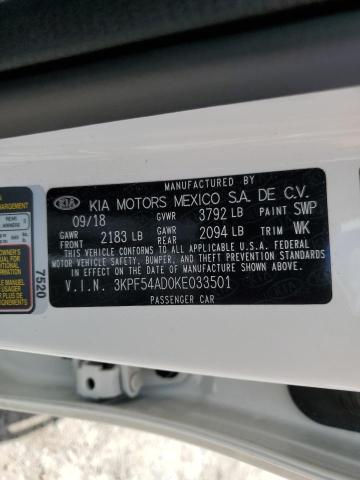 MANUFACTURED BY
KIA KIA MOTORS MEXICO S.A. DE C.V.
09/18 GVWR 3792 LB PAINT SWP
GAWR FRONT 2183 LB GAWR REAR 2094 LB TRIM WK
THIS VEHICLE CONFORMS TO ALL APPLICABLE U.S.A. FEDERAL
MOTOR VEHICLE SAFETY, BUMPER, AND THEFT PREVENTION
STANDARDS IN EFFECT ON THE DATE OF MANUFACTURE SHOWN ABOVE.
V.I.N. 3KPF54AD0KE033501
PASSENGER CAR
7520